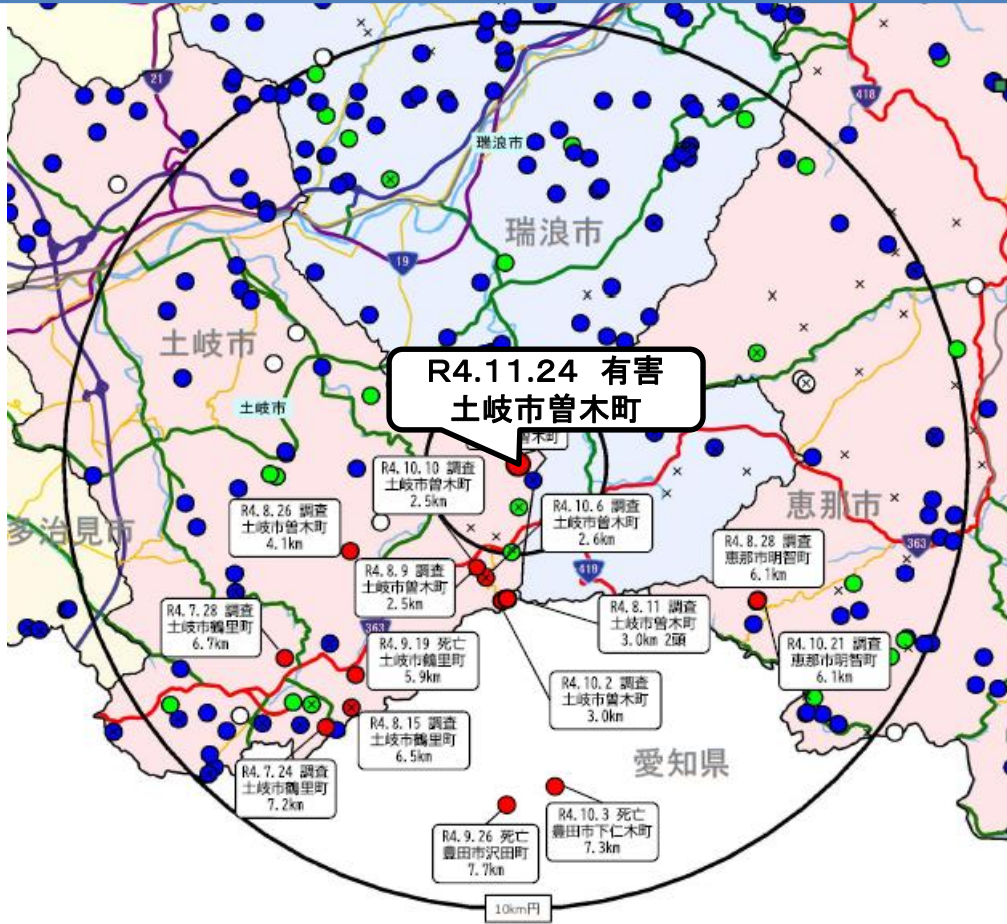 21
418
瑞浪市
瑞浪市
19
土岐市
土岐市
R4.11.24 有害
土岐市曽木町
曽木町
R4.10.10 調査
土岐市曽木町
2.5km
R4.8.26 調査
土岐市曽木町
4.1km
R4.10.6 調査
土岐市曽木町
2.6km
多治見市
恵那市
363
R4.8.28 調査
恵那市明智町
6.1km
419
R4.8.9 調査
土岐市曽木町
2.5km
R4.7.28 調査
土岐市鶴里町
6.7km
363
R4.8.11 調査
土岐市曽木町
3.0km 2頭
R4.9.19 死亡
土岐市鶴里町
5.9km
R4.10.21 調査
恵那市明智町
6.1km
R4.10.2 調査
土岐市曽木町
3.0km
R4.8.15 調査
土岐市鶴里町
6.5km
R4.7.24 調査
土岐市鶴里町
7.2km
愛知県
R4.10.3 死亡
豊田市下仁木町
7.3km
R4.9.26 死亡
豊田市沢田町
7.7km
10km円